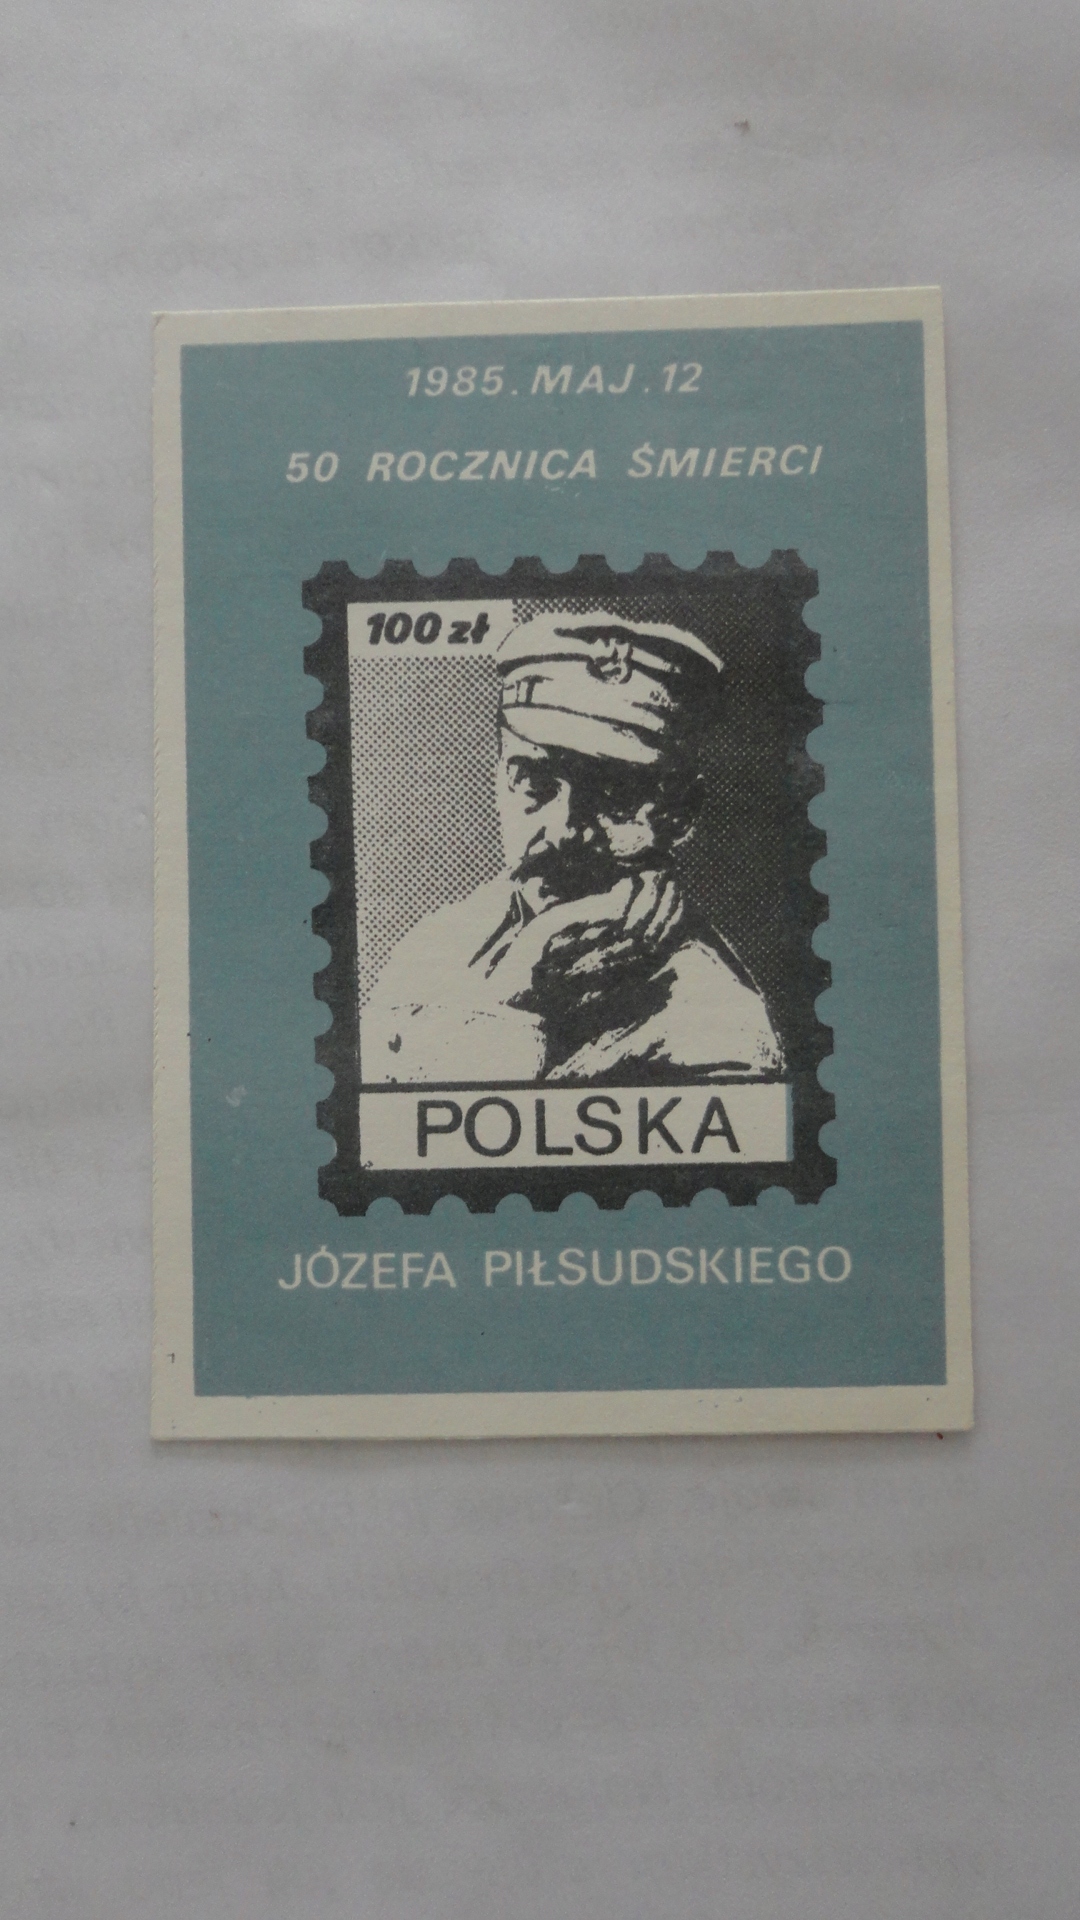 1985.MAJ.12
50 ROCZNICA ŚMIERCI
100 zł
POLSKA
JÓZEFA PIŁSUDSKIEGO